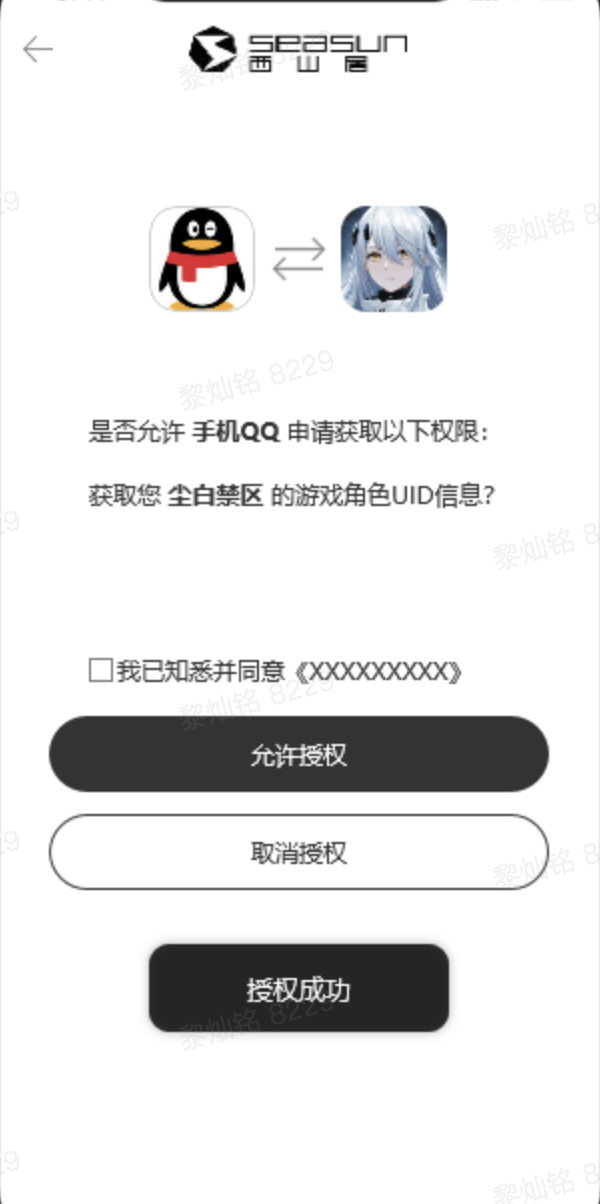 seasun
西山居
是否允许 手机QQ 申请获取以下权限：
获取您 尘白禁区 的游戏角色UID信息？
我已知悉并同意《XXXXXXXXX》
允许授权
取消授权
授权成功
黎灿铭 8229